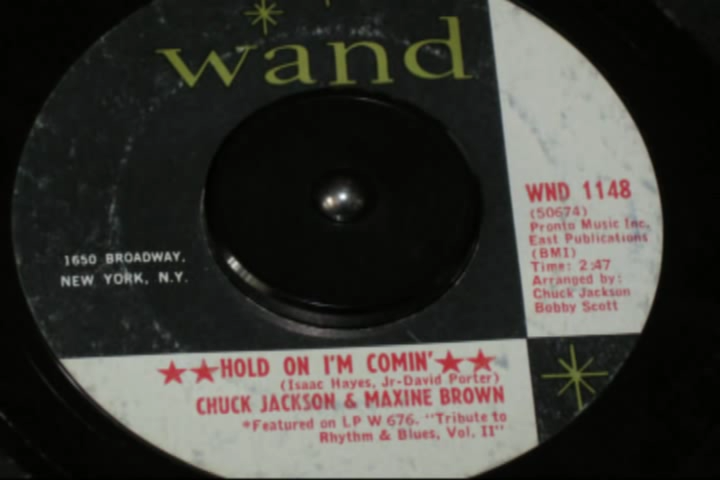 wand
WND 1148
(50674)
Pronto Music Inc.
East Publications
(BMI)
Time: 2:47
Arranged by:
Chuck Jackson
Bobby Scott
1650 BROADWAY,
NEW YORK, N.Y.
★★HOLD ON I'M COMIN'★★
(Isaac Hayes, Jr-David Porter)
CHUCK JACKSON & MAXINE BROWN
*Featured on LP W 676. "Tribute to
Rhythm & Blues, Vol. II"